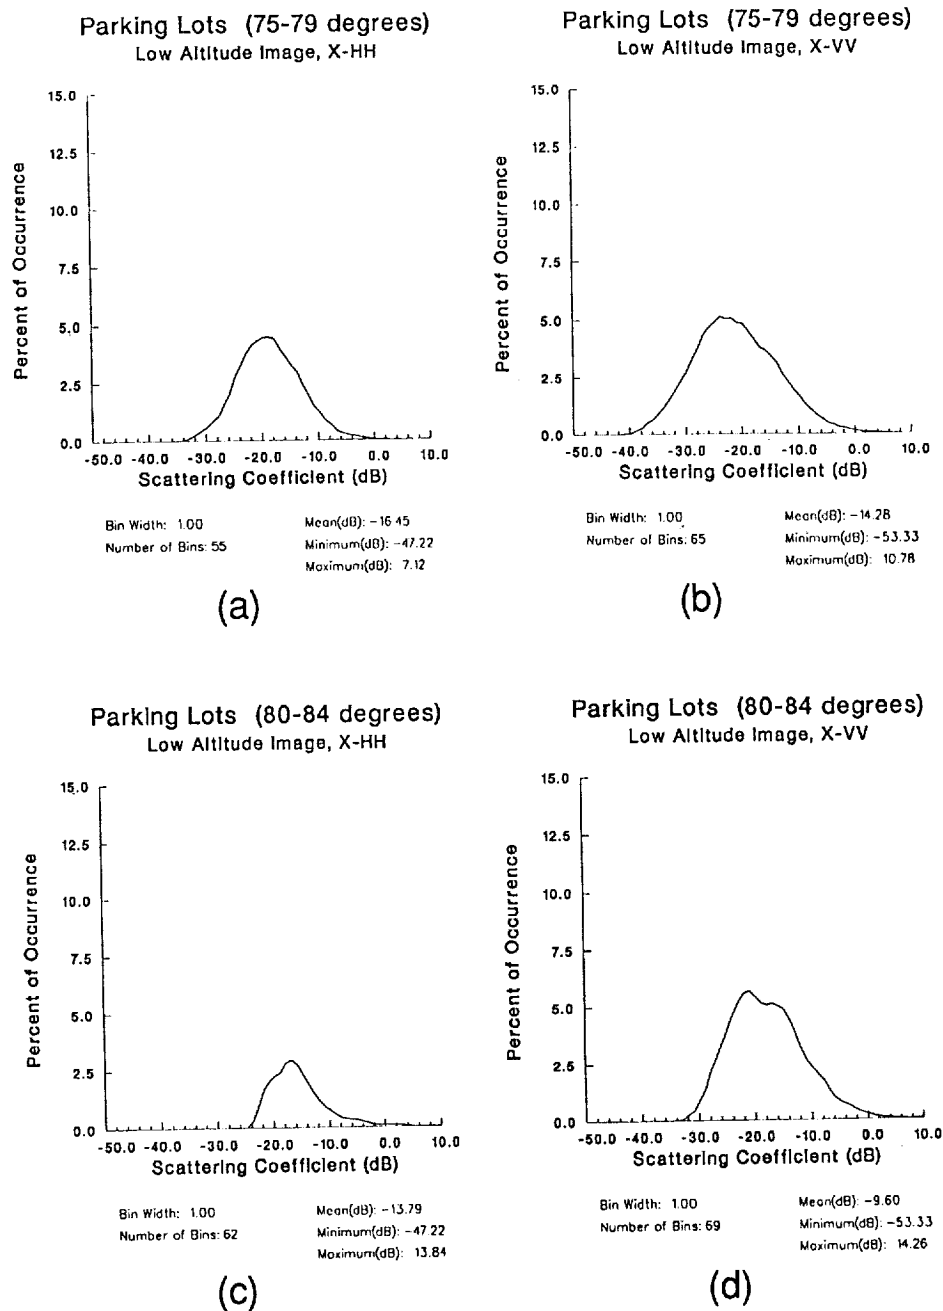 Parking Lots (75-79 degrees)
Low Altitude Image, X-HH
Percent of Occurrence
15.0
12.5
10.0
7.5
5.0
2.5
0.0
-50.0 -40.0 -30.0 -20.0 -10.0 0.0 10.0
Scattering Coefficient (dB)
Bin Width: 1.00
Number of Bins: 55
Mean(dB): -16.45
Minimum(dB): -47.22
Maximum(dB): 7.12
(a)
Parking Lots (75-79 degrees)
Low Altitude Image, X-VV
Percent of Occurrence
15.0
12.5
10.0
7.5
5.0
2.5
0.0
-50.0 -40.0 -30.0 -20.0 -10.0 0.0 10.0
Scattering Coefficient (dB)
Bin Width: 1.00
Number of Bins: 65
Mean(dB): -14.28
Minimum(dB): -53.33
Maximum(dB): 10.78
(b)
Parking Lots (80-84 degrees)
Low Altitude Image, X-HH
Percent of Occurrence
15.0
12.5
10.0
7.5
5.0
2.5
0.0
-50.0 -40.0 -30.0 -20.0 -10.0 0.0 10.0
Scattering Coefficient (dB)
Bin Width: 1.00
Number of Bins: 62
Mean(dB): -13.79
Minimum(dB): -47.22
Maximum(dB): 13.84
(c)
Parking Lots (80-84 degrees)
Low Altitude Image, X-VV
Percent of Occurrence
15.0
12.5
10.0
7.5
5.0
2.5
0.0
-50.0 -40.0 -30.0 -20.0 -10.0 0.0 10.0
Scattering Coefficient (dB)
Bin Width: 1.00
Number of Bins: 69
Mean(dB): -9.60
Minimum(dB): -53.33
Maximum(dB): 14.26
(d)